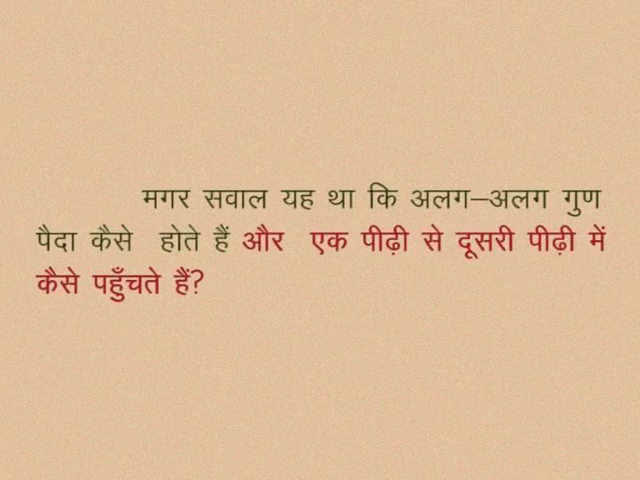 मगर सवाल यह था कि अलग–अलग गुण
पैदा कैसे होते हैं और एक पीढ़ी से दूसरी पीढ़ी में
कैसे पहुँचते हैं?